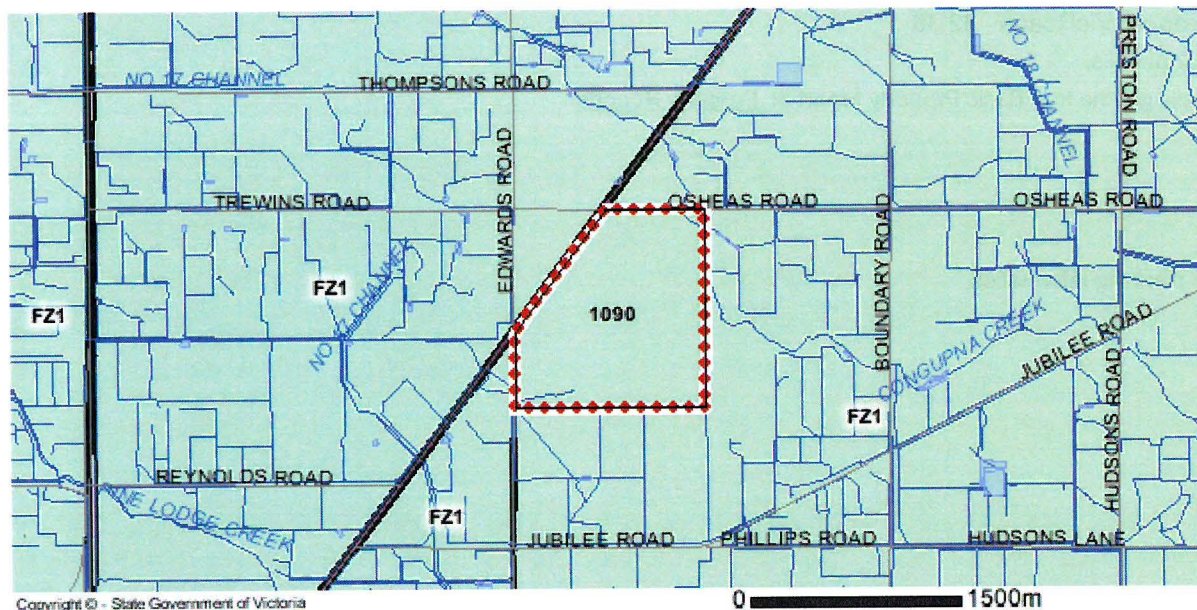 NO 17 CHANNEL
THOMPSONS ROAD
NO 18 CHANNEL
PRESTON ROAD
EDWARDS ROAD
TREWINS ROAD
OSHEAS ROAD
OSHEAS ROAD
BOUNDARY ROAD
FZ1
FZ1
NO 17 CHANNEL
1090
CONGUPNA CREEK
JUBILEE ROAD
HUDSONS ROAD
FZ1
REYNOLDS ROAD
LODGE CREEK
FZ1
JUBILEE ROAD
PHILLIPS ROAD
HUDSONS LANE
Copyright © - State Government of Victoria
0 1500m